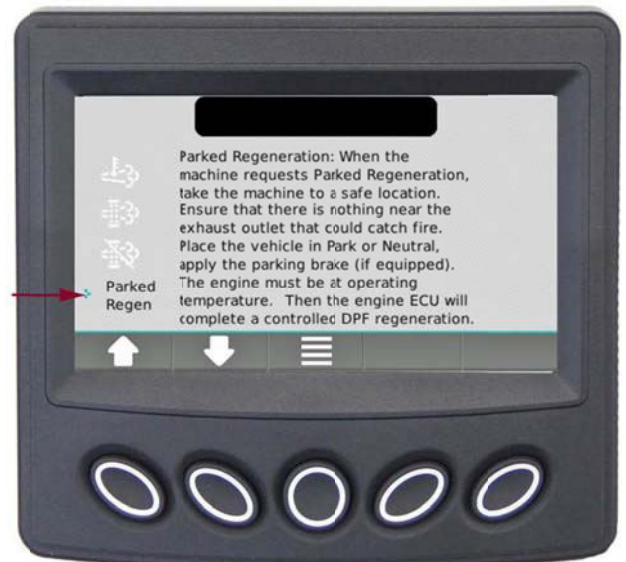 Parked Regeneration: When the
machine requests Parked Regeneration,
take the machine to a safe location.
Ensure that there is nothing near the
exhaust outlet that could catch fire.
Place the vehicle in Park or Neutral,
apply the parking brake (if equipped).
The engine must be at operating
temperature. Then the engine ECU will
complete a controlled DPF regeneration.
Parked
Regen